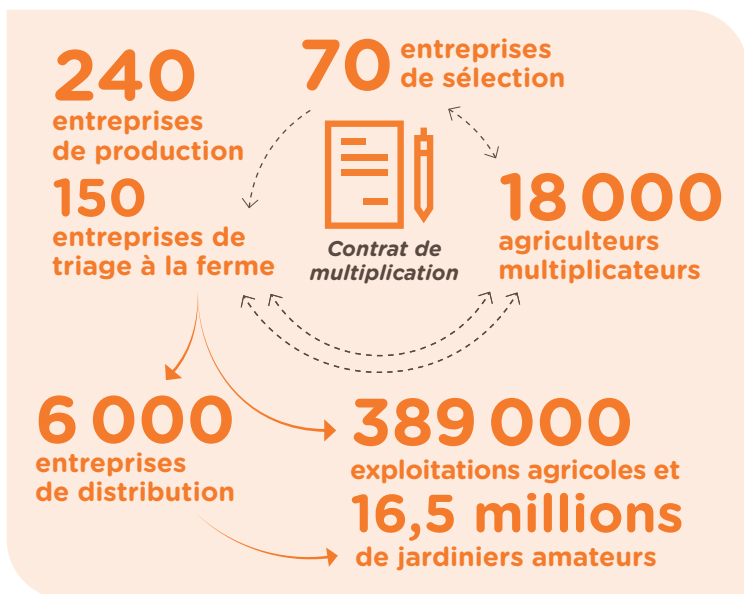 240
entreprises
de production
150
entreprises de
triage à la ferme
70
entreprises
de sélection
Contrat de
multiplication
18 000
agriculteurs
multiplicateurs
6 000
entreprises
de distribution
389 000
exploitations agricoles et
16,5 millions
de jardiniers amateurs